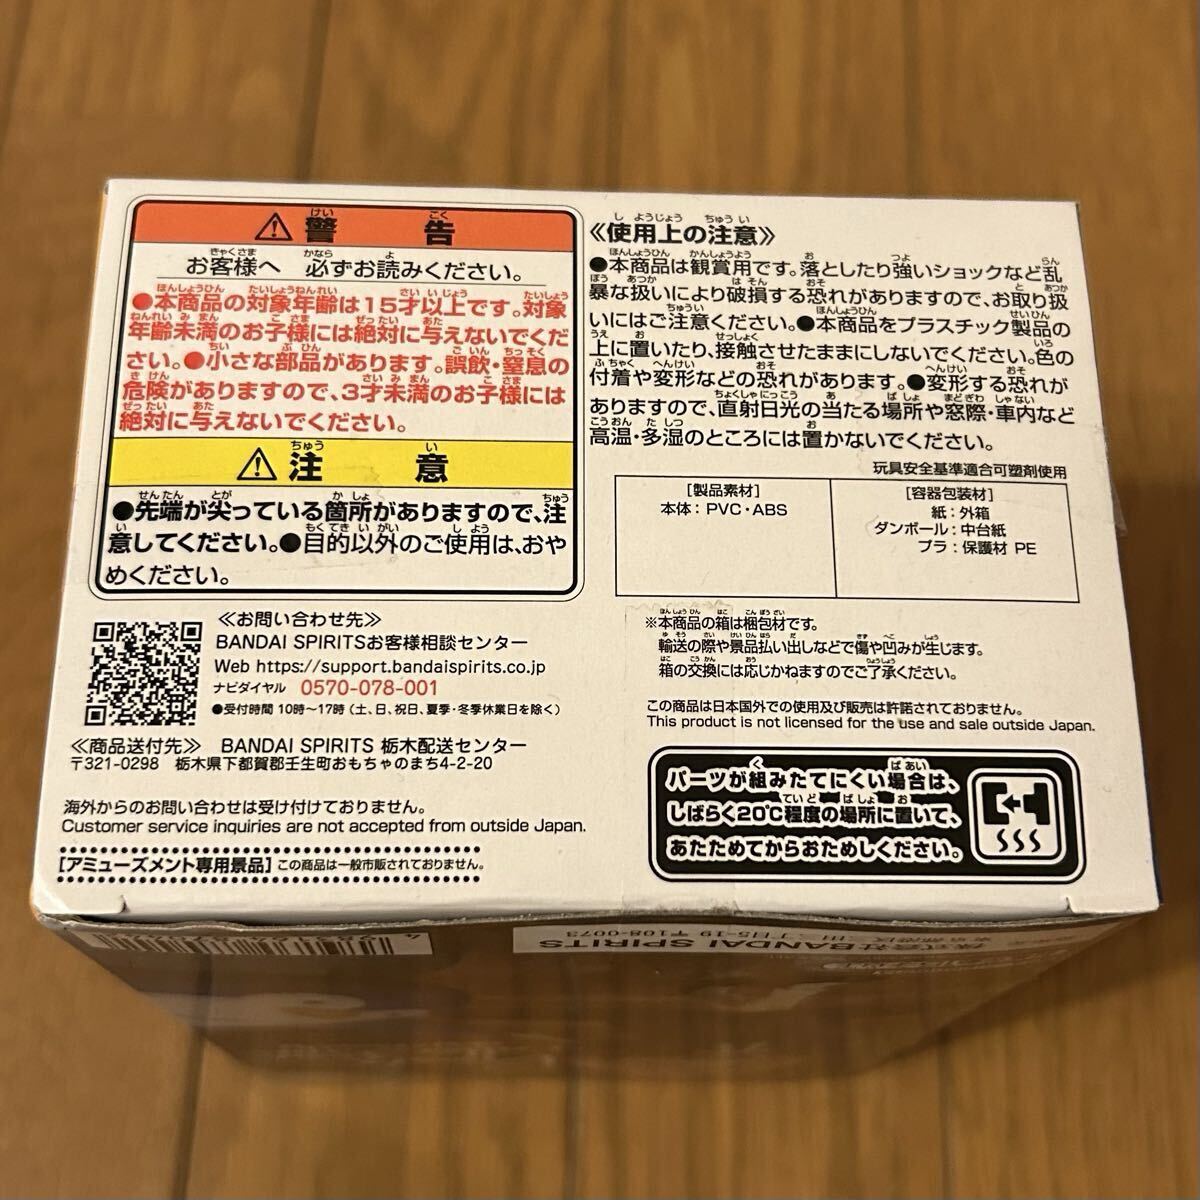 ⚠警告
お客様へ 必ずお読みください。
●本商品の対象年齢は15才以上です。対象
年齢未満のお子様には絶対に与えないでくだ
さい。●小さな部品があります。誤飲・窒息の
危険がありますので、3才未満のお子様には
絶対に与えないでください。
⚠注意
●先端が尖っている箇所がありますので、注
意してください。●目的以外のご使用は、おや
めください。
≪お問い合わせ先≫
BANDAI SPIRITSお客様相談センター
Web https://support.bandaispirits.co.jp
ナビダイヤル 0570-078-001
●受付時間 10時〜17時（土、日、祝日、夏季・冬季休業日を除く）
≪商品送付先≫ BANDAI SPIRITS 栃木配送センター
〒321-0298 栃木県下都賀郡壬生町おもちゃのまち4-2-20
海外からのお問い合わせは受け付けておりません。
Customer service inquiries are not accepted from outside Japan.
[アミューズメント専用景品] この商品は一般市販されておりません。
≪使用上の注意≫
●本商品は観賞用です。落としたり強いショックなど乱
暴な扱いにより破損する恐れがありますので、お取り扱
いにはご注意ください。●本商品をプラスチック製品の
上に置いたり、接触させたままにしないでください。色の
付着や変形などの恐れがあります。●変形する恐れが
ありますので、直射日光の当たる場所や窓際・車内など
高温・多湿のところには置かないでください。
玩具安全基準適合可塑剤使用
[製品素材]
本体：PVC・ABS
[容器包装材]
紙：外箱
ダンボール：中台紙
プラ：保護材 PE
※本商品の箱は梱包材です。
輸送の際や景品払い出しなどで傷や凹みが生じます。
箱の交換には応じかねますのでご了承ください。
この商品は日本国外での使用及び販売は許諾されておりません。
This product is not licensed for the use and sale outside Japan.
パーツが組みたてにくい場合は、
しばらく20℃程度の場所に置いて、
あたためてからおためしください。
株式会社BANDAI SPIRITS
〒108-0073